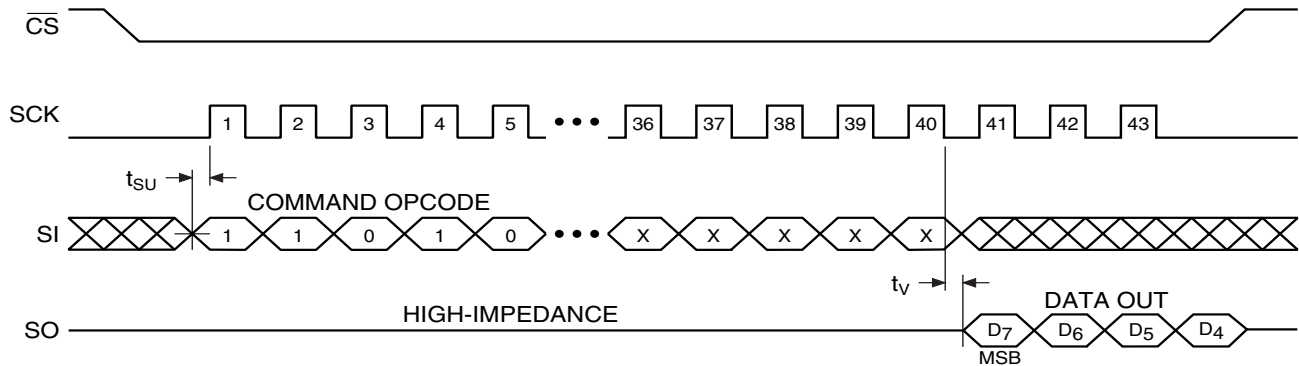 CS
SCK 1 2 3 4 5 ••• 36 37 38 39 40 41 42 43
tSU
COMMAND OPCODE
SI 1 1 0 1 0 ••• X X X X X
tV
HIGH-IMPEDANCE
DATA OUT
SO D7 D6 D5 D4
MSB